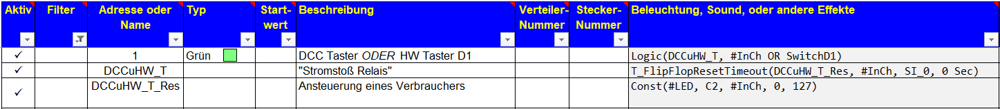 Aktiv Filter Adresse oder Name Typ Start-wert Beschreibung Verteiler-Nummer Stecker-Nummer Beleuchtung, Sound, oder andere Effekte
✓ 1 Grün DCC Taster ODER HW Taster D1 Logic(DCCuHW_T, #InCh OR SwitchD1)
✓ DCCuHW_T "Stromstoß Relais" T_FlipFlopResetTimeout(DCCuHW_T_Res, #InCh, SI_0, 0 Sec)
✓ DCCuHW_T_Res Ansteuerung eines Verbrauchers Const(#LED, C2, #InCh, 0, 127)